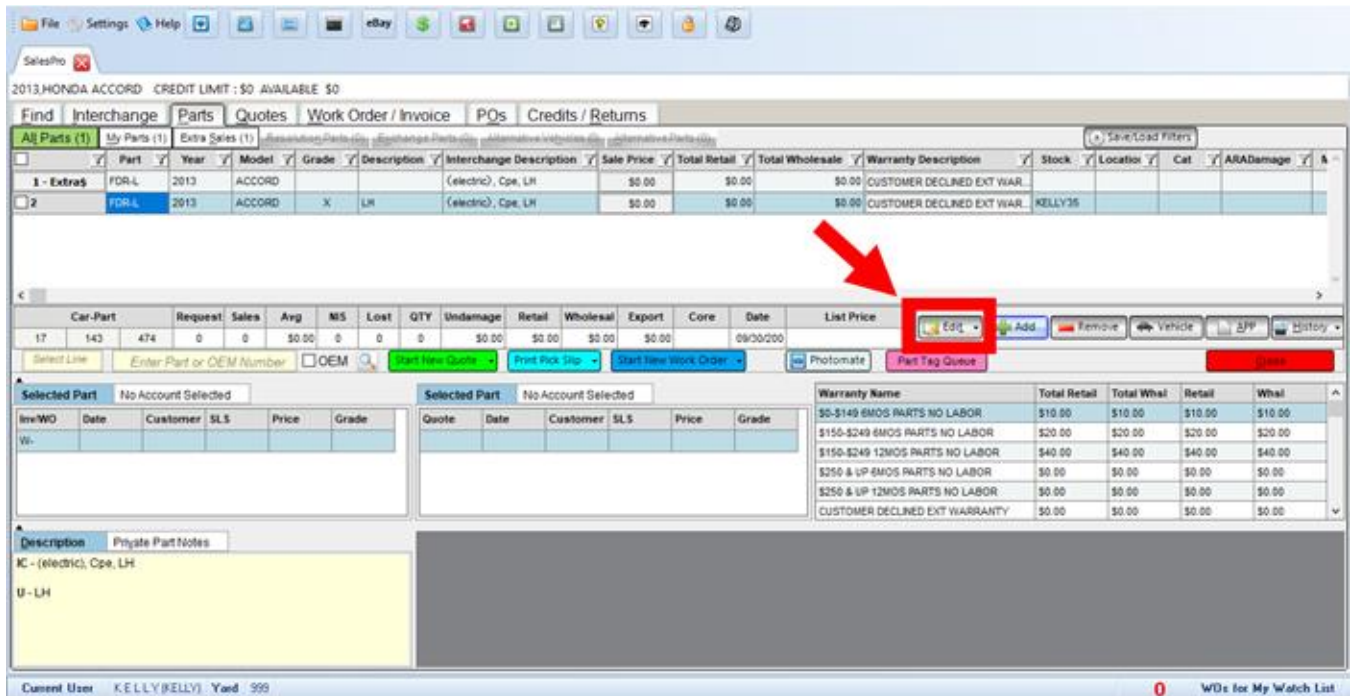 File Settings Help eBay $
SalesPro
2013,HONDA ACCORD CREDIT LIMIT : $0 AVAILABLE $0
Find Interchange Parts Quotes Work Order / Invoice POs Credits / Returns
All Parts (1) My Parts (1) Extra Sales (1) Save/Load Filters
Part Year Model Grade Description Interchange Description Sale Price Total Retail Total Wholesale Warranty Description Stock Location Cat ARADamage
1 - Extra$ FDR-L 2013 ACCORD (electric), Cpe, LH $0.00 $0.00 $0.00 CUSTOMER DECLINED EXT WAR...
2 FDR-L 2013 ACCORD X LH (electric), Cpe, LH $0.00 $0.00 $0.00 CUSTOMER DECLINED EXT WAR... KELLY35
Car-Part Request Sales Avg NIS Lost QTY Undamage Retail Wholesal Export Core Date List Price Edit Add Remove Vehicle APP History
17 143 474 0 0 $0.00 0 0 0 $0.00 $0.00 $0.00 $0.00 09/30/200
Select Line Enter Part or OEM Number OEM Start New Quote Print Pick Slip Start New Work Order Photomate Part Tag Queue Close
Selected Part No Account Selected
Inv/WO Date Customer SLS Price Grade
W-
Selected Part No Account Selected
Quote Date Customer SLS Price Grade
Warranty Name Total Retail Total Whsl Retail Whsl
$0-$149 6MOS PARTS NO LABOR $10.00 $10.00 $10.00 $10.00
$150-$249 6MOS PARTS NO LABOR $20.00 $20.00 $20.00 $20.00
$150-$249 12MOS PARTS NO LABOR $40.00 $40.00 $40.00 $40.00
$250 & UP 6MOS PARTS NO LABOR $0.00 $0.00 $0.00 $0.00
$250 & UP 12MOS PARTS NO LABOR $0.00 $0.00 $0.00 $0.00
CUSTOMER DECLINED EXT WARRANTY $0.00 $0.00 $0.00 $0.00
Description Private Part Notes
IC - (electric), Cpe, LH
U - LH
Current User K E L L Y (KELLY) Yard 999 0 WOs for My Watch List